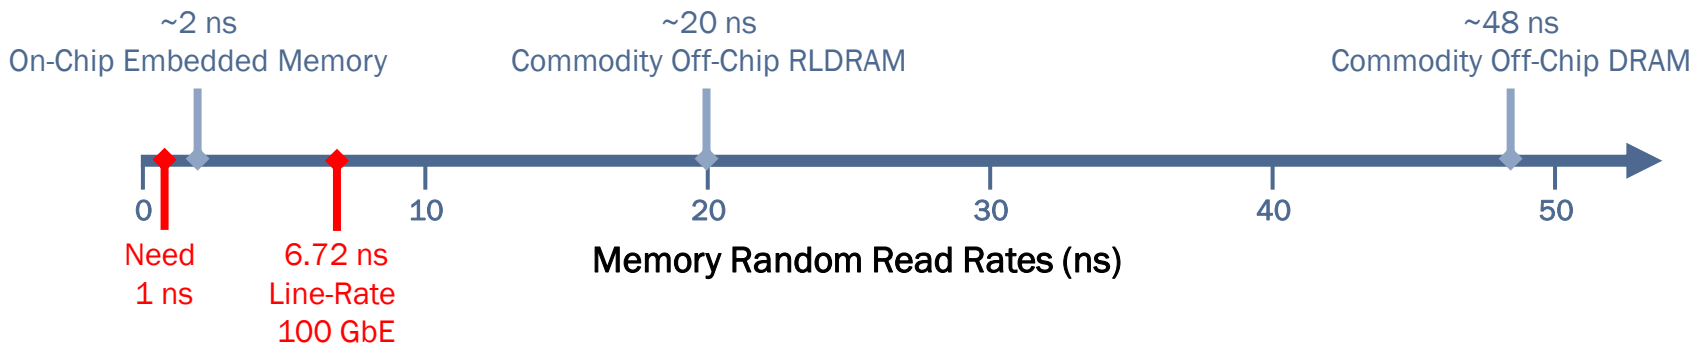 ~2 ns
On-Chip Embedded Memory
~20 ns
Commodity Off-Chip RLDRAM
~48 ns
Commodity Off-Chip DRAM
0
10
20
30
40
50
Need
1 ns
6.72 ns
Line-Rate
100 GbE
Memory Random Read Rates (ns)